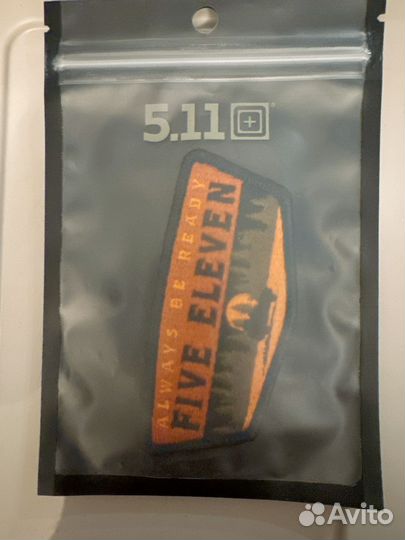 5.11
ALWAYS BE READY
FIVE ELEVEN
Avito